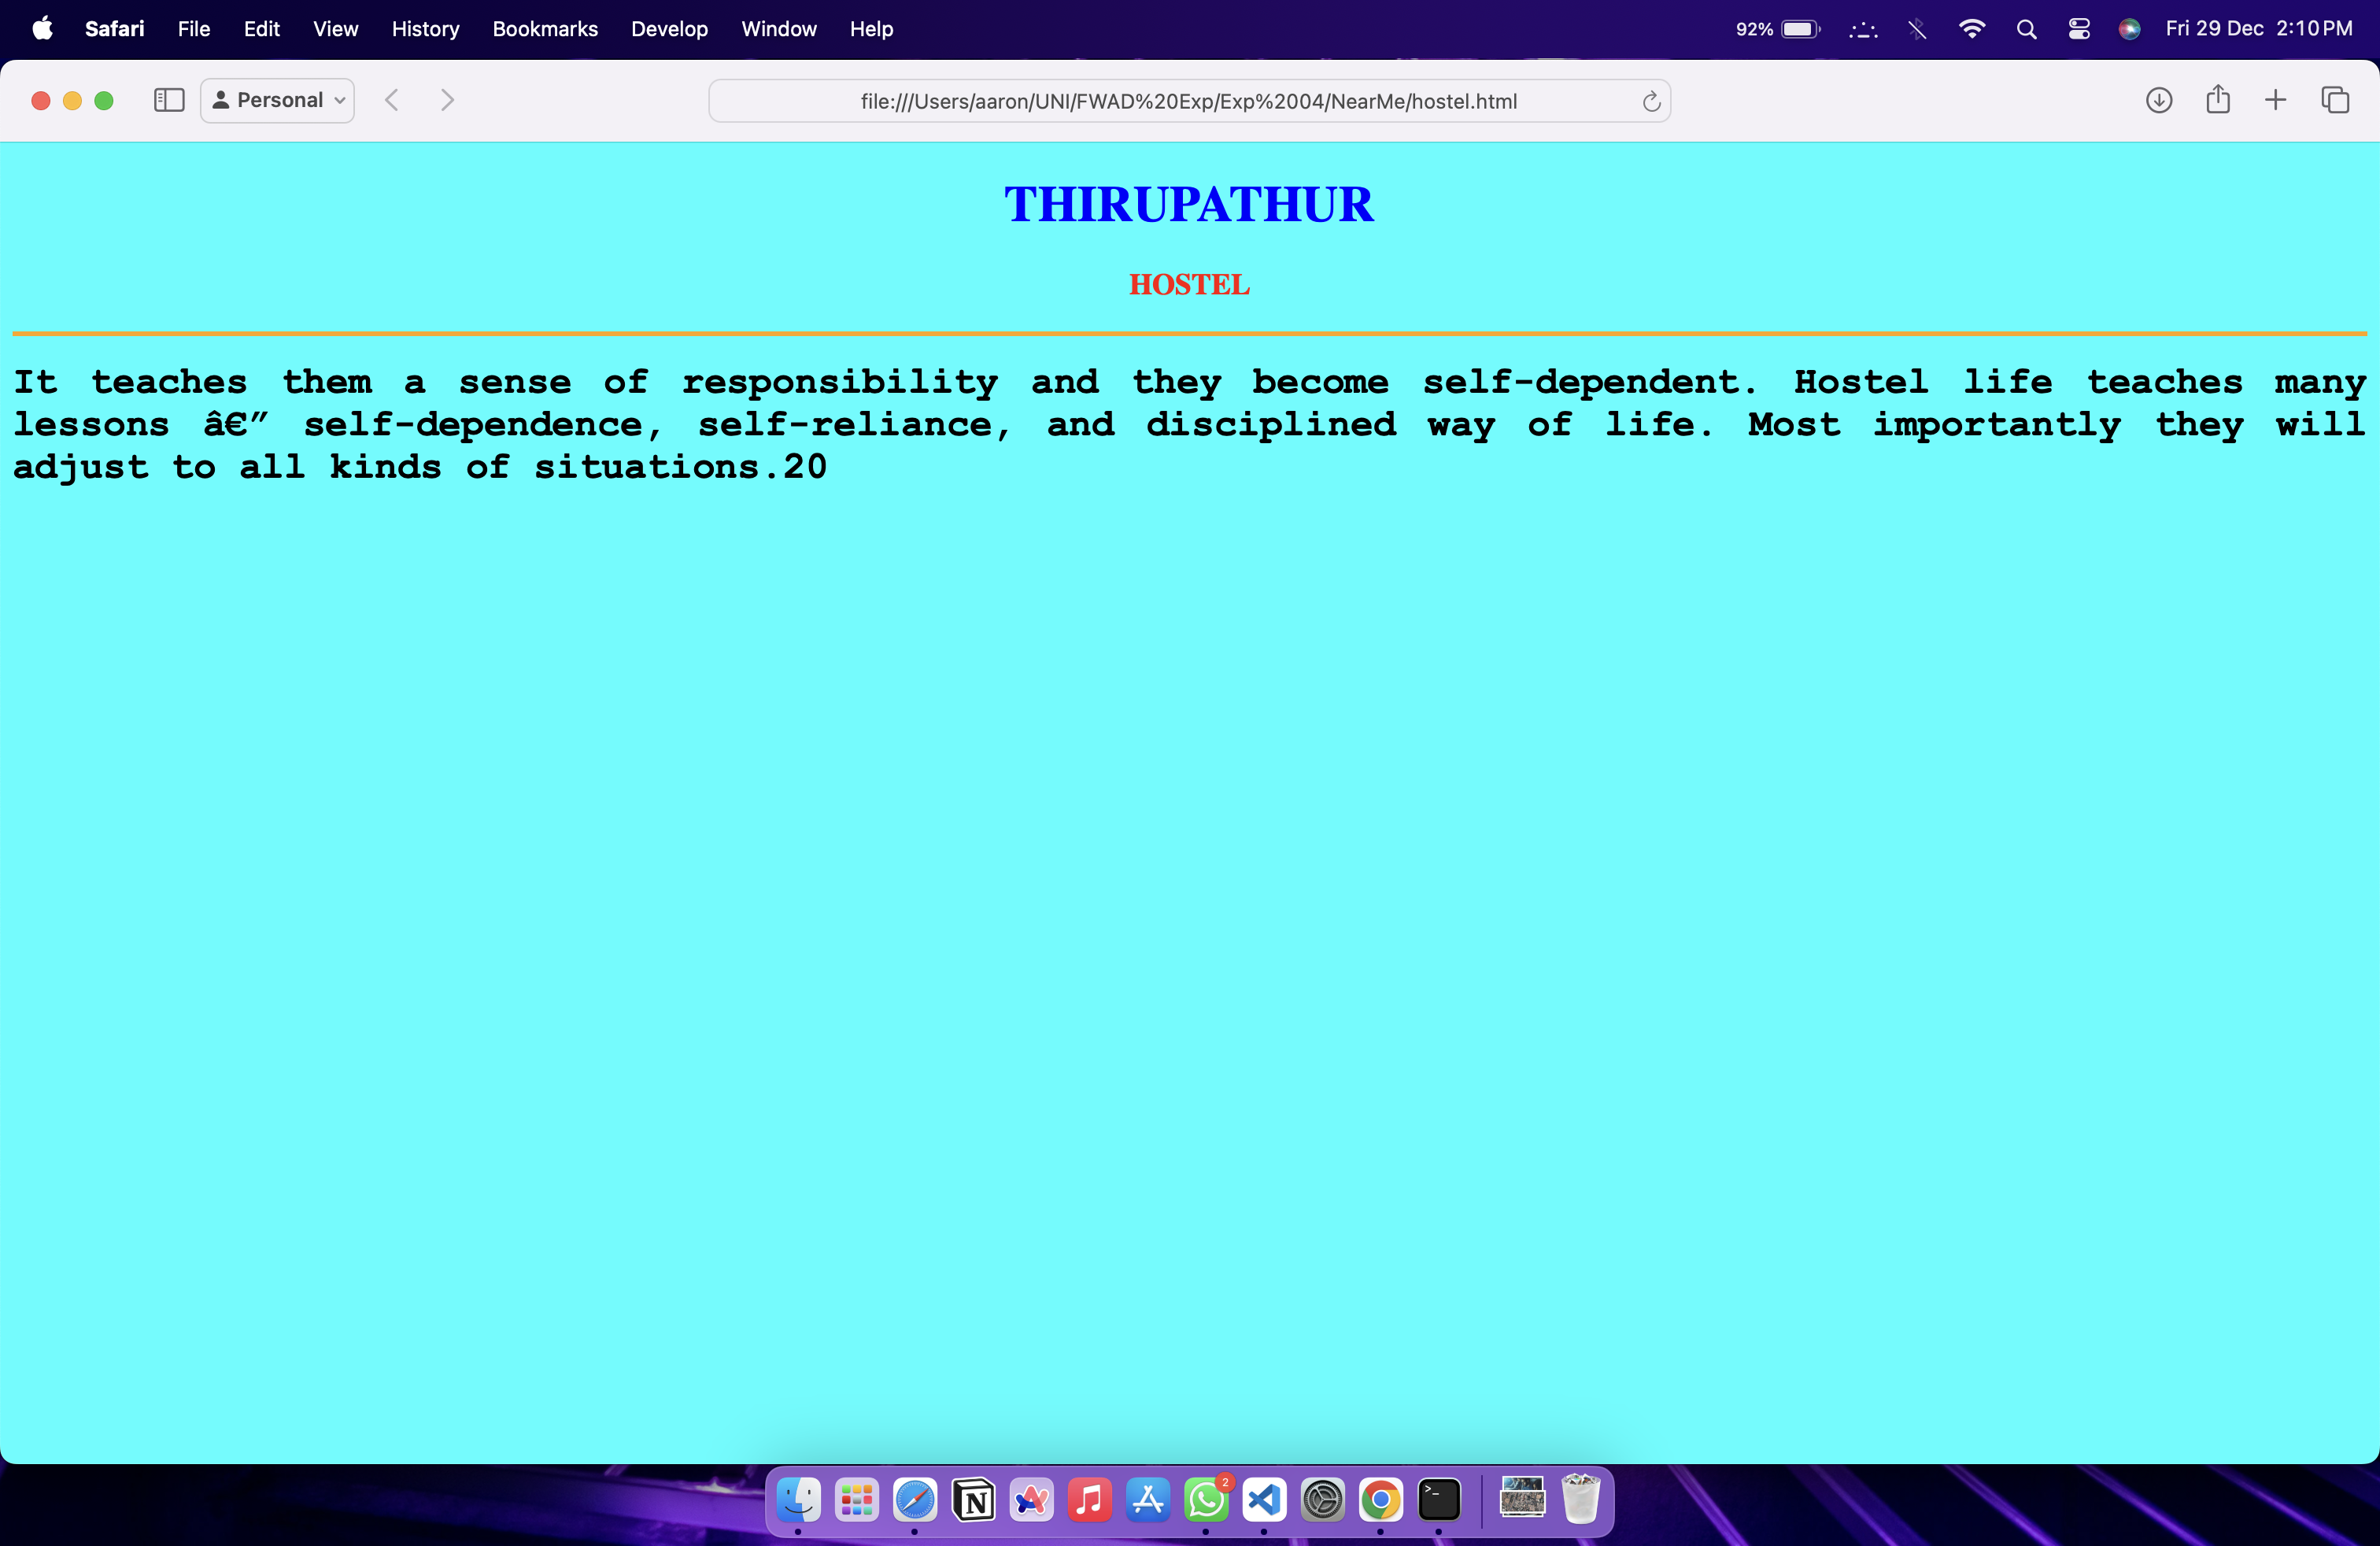 Safari File Edit View History Bookmarks Develop Window Help 92% Fri 29 Dec 2:10 PM
Personal file:///Users/aaron/UNI/FWAD%20Exp/Exp%2004/NearMe/hostel.html
THIRUPATHUR
HOSTEL
It teaches them a sense of responsibility and they become self-dependent. Hostel life teaches many
lessons â€” self-dependence, self-reliance, and disciplined way of life. Most importantly they will
adjust to all kinds of situations.20
2